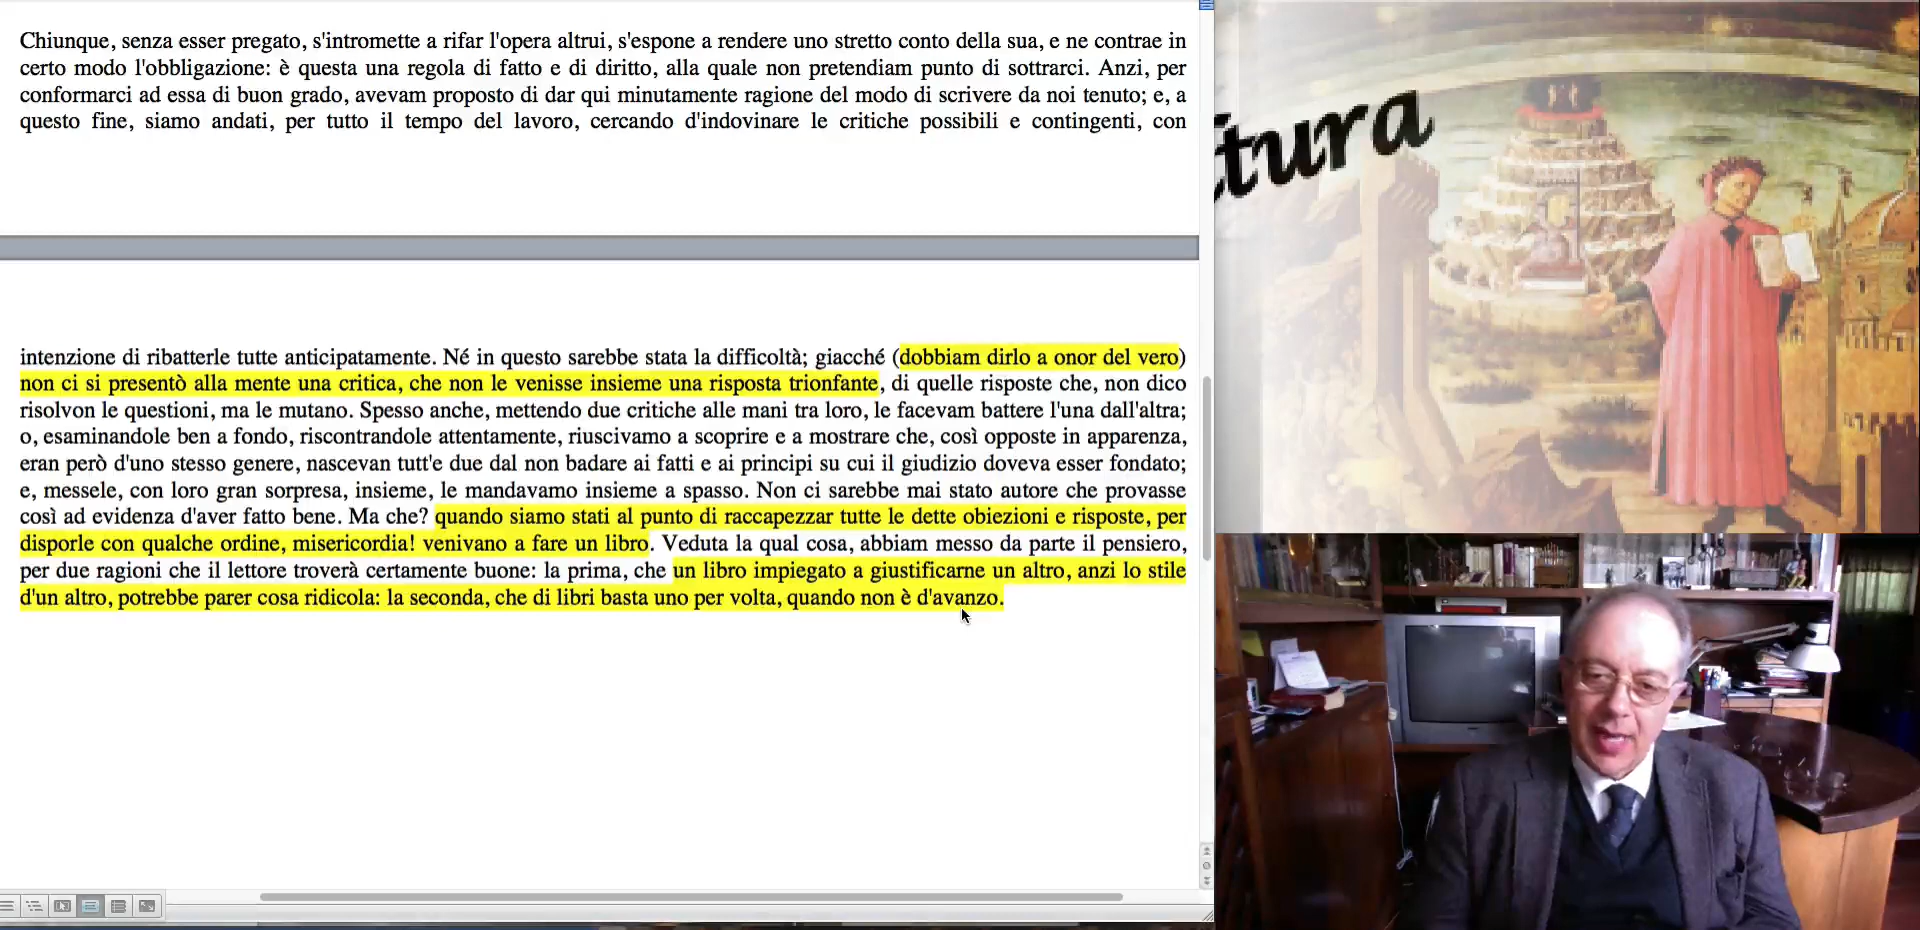 Chiunque, senza esser pregato, s'intromette a rifar l'opera altrui, s'espone a rendere uno stretto conto della sua, e ne contrae in
certo modo l'obbligazione: è questa una regola di fatto e di diritto, alla quale non pretendiam punto di sottrarci. Anzi, per
conformarci ad essa di buon grado, avevam proposto di dar qui minutamente ragione del modo di scrivere da noi tenuto; e, a
questo fine, siamo andati, per tutto il tempo del lavoro, cercando d'indovinare le critiche possibili e contingenti, con
intenzione di ribatterle tutte anticipatamente. Né in questo sarebbe stata la difficoltà; giacché (dobbiam dirlo a onor del vero)
non ci si presentò alla mente una critica, che non le venisse insieme una risposta trionfante, di quelle risposte che, non dico
risolvon le questioni, ma le mutano. Spesso anche, mettendo due critiche alle mani tra loro, le facevam battere l'una dall'altra;
o, esaminandole ben a fondo, riscontrandole attentamente, riuscivamo a scoprire e a mostrare che, così opposte in apparenza,
eran però d'uno stesso genere, nascevan tutt'e due dal non badare ai fatti e ai principi su cui il giudizio doveva esser fondato;
e, messele, con loro gran sorpresa, insieme, le mandavamo insieme a spasso. Non ci sarebbe mai stato autore che provasse
così ad evidenza d'aver fatto bene. Ma che? quando siamo stati al punto di raccapezzar tutte le dette obiezioni e risposte, per
disporle con qualche ordine, misericordia! venivano a fare un libro. Veduta la qual cosa, abbiam messo da parte il pensiero,
per due ragioni che il lettore troverà certamente buone: la prima, che un libro impiegato a giustificarne un altro, anzi lo stile
d'un altro, potrebbe parer cosa ridicola: la seconda, che di libri basta uno per volta, quando non è d'avanzo.
tura